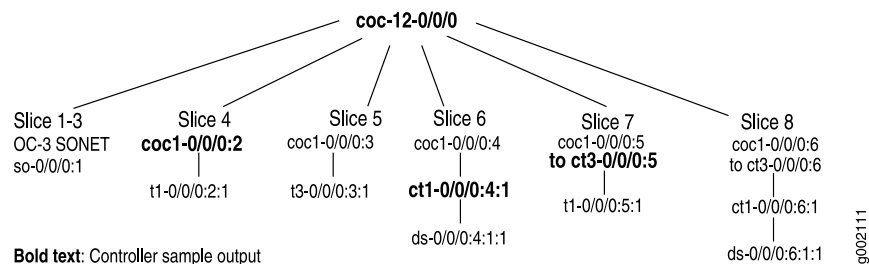 coc-12-0/0/0
Slice 1-3
OC-3 SONET
so-0/0/0:1
Slice 4
coc1-0/0/0:2
t1-0/0/0:2:1
Slice 5
coc1-0/0/0:3
t3-0/0/0:3:1
Slice 6
coc1-0/0/0:4
ct1-0/0/0:4:1
ds-0/0/0:4:1:1
Slice 7
coc1-0/0/0:5
to ct3-0/0/0:5
t1-0/0/0:5:1
Slice 8
coc1-0/0/0:6
to ct3-0/0/0:6
ct1-0/0/0:6:1
ds-0/0/0:6:1:1
Bold text: Controller sample output
g002111